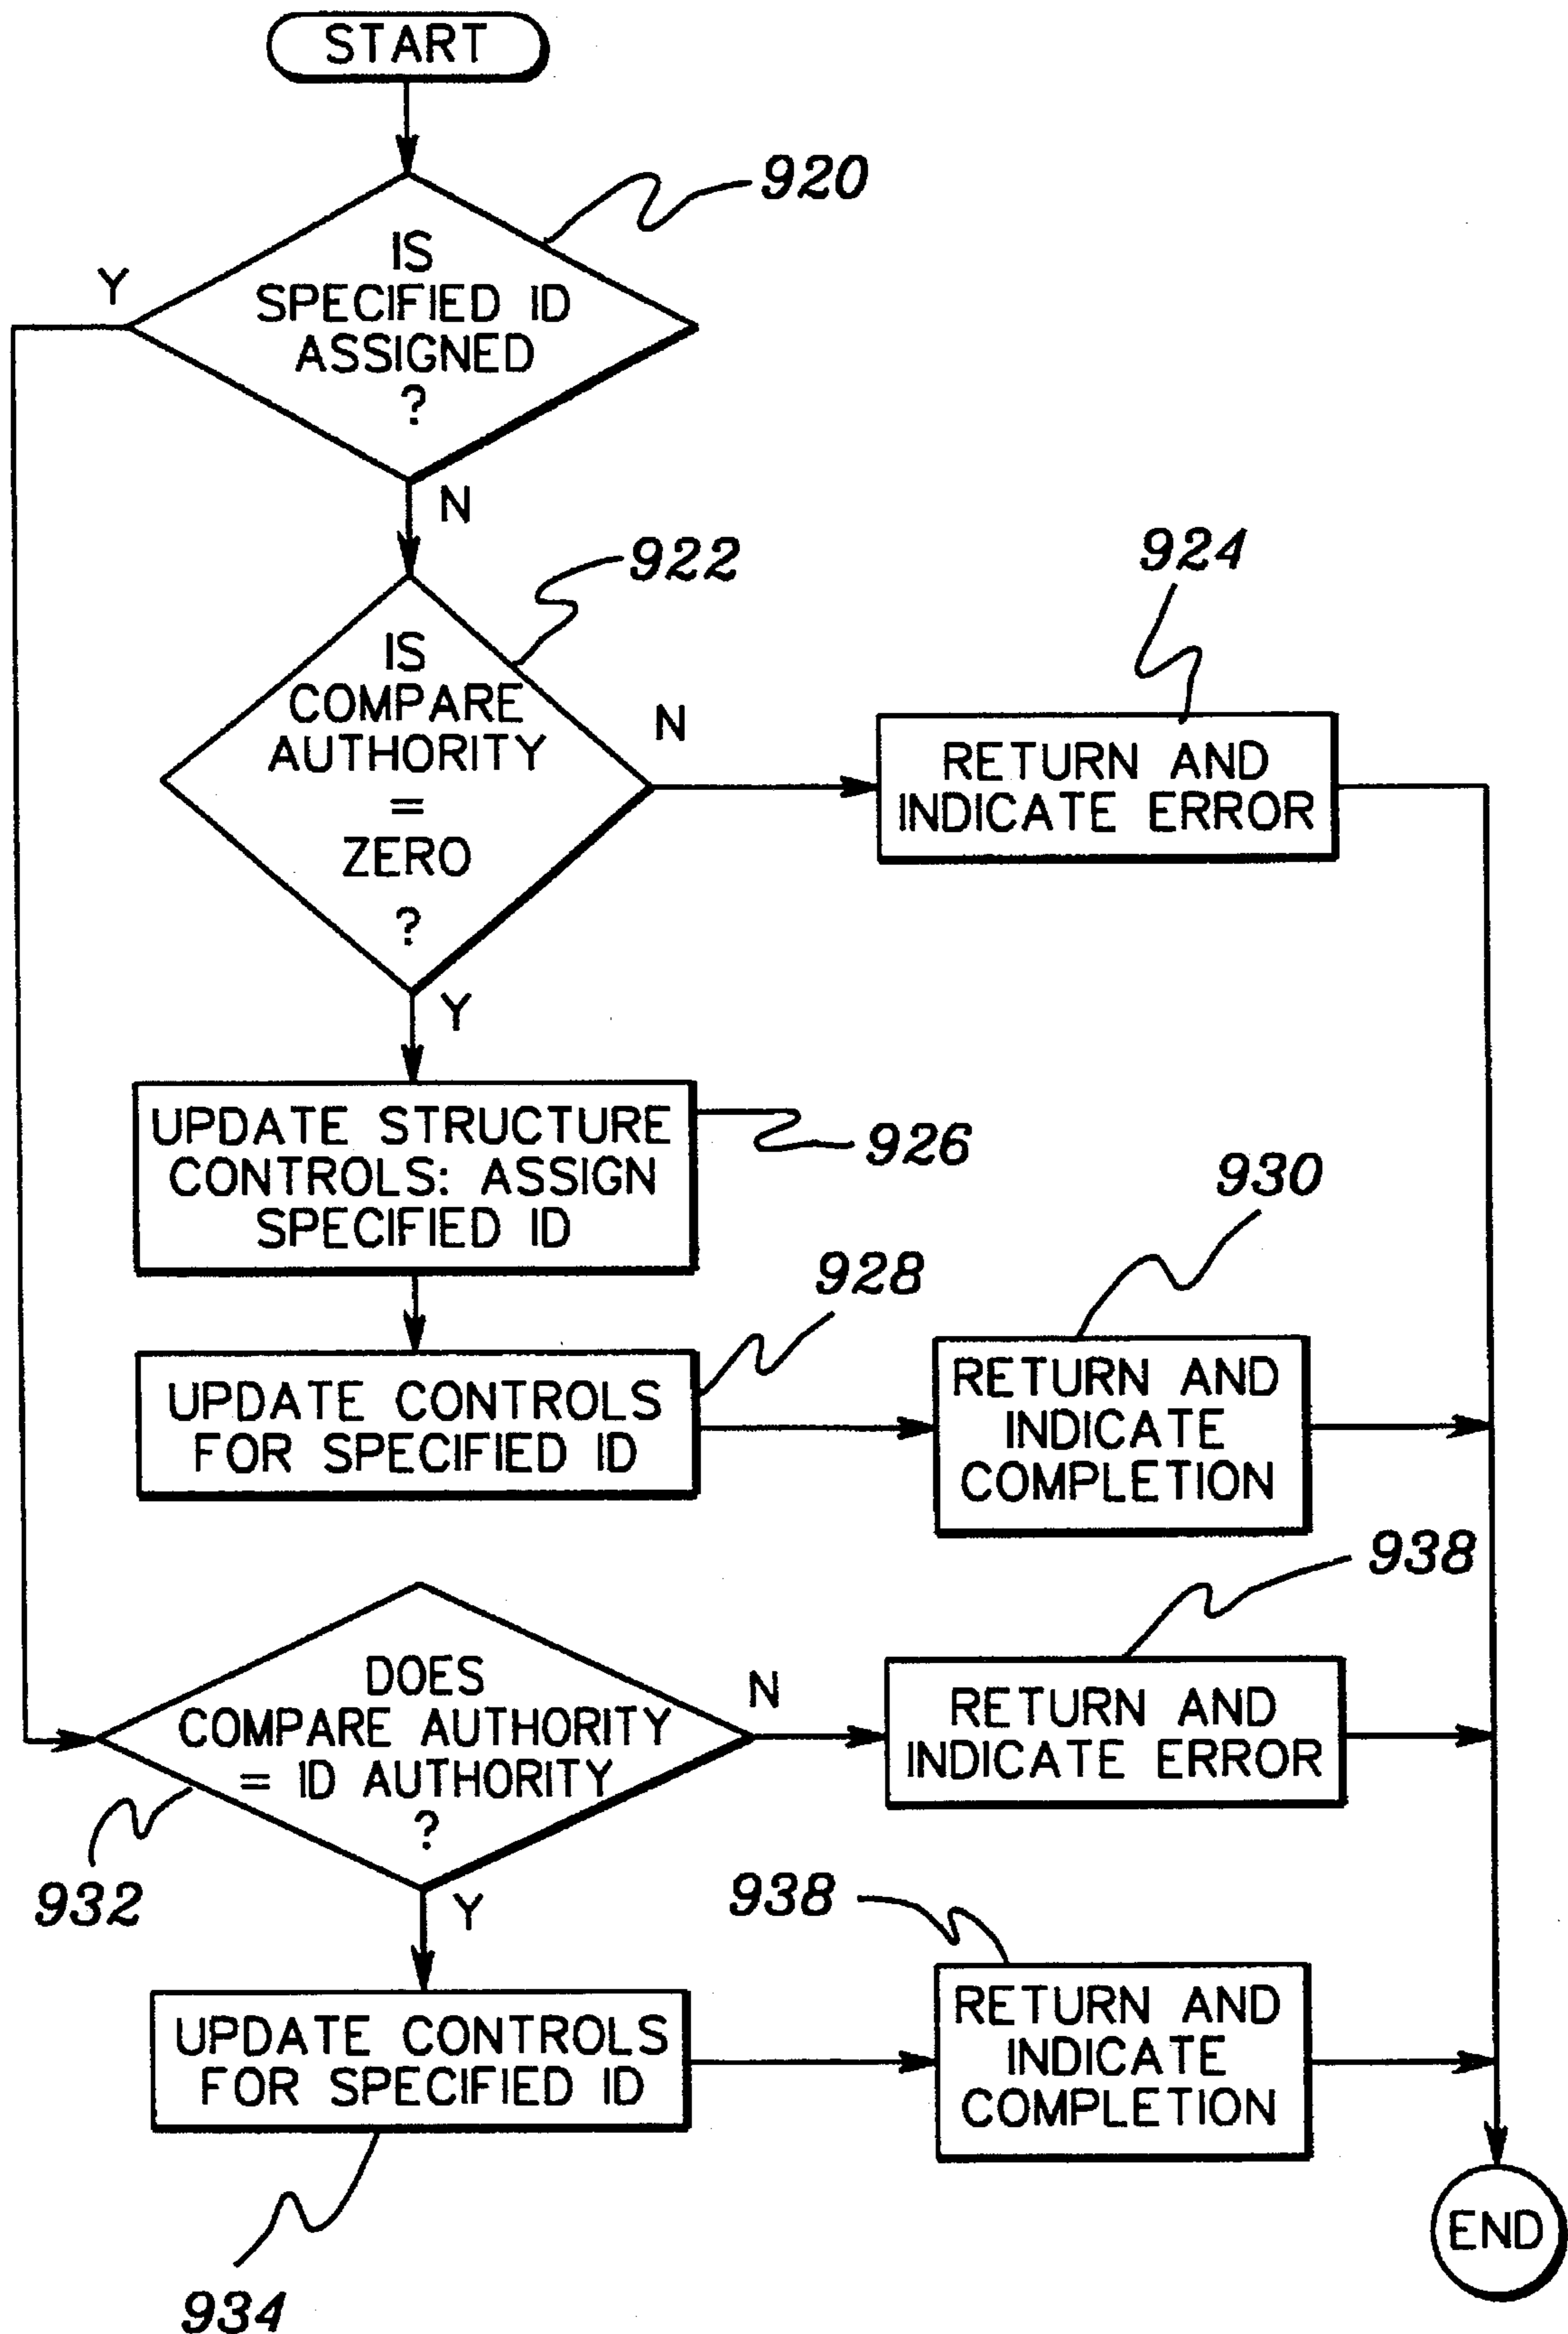 START
920
IS
SPECIFIED ID
ASSIGNED
?
Y
N
922
IS
COMPARE
AUTHORITY
=
ZERO
?
N
924
RETURN AND
INDICATE ERROR
Y
UPDATE STRUCTURE
CONTROLS: ASSIGN
SPECIFIED ID
926
928
UPDATE CONTROLS
FOR SPECIFIED ID
930
RETURN AND
INDICATE
COMPLETION
DOES
COMPARE AUTHORITY
= ID AUTHORITY
?
932
N
938
RETURN AND
INDICATE ERROR
Y
UPDATE CONTROLS
FOR SPECIFIED ID
934
938
RETURN AND
INDICATE
COMPLETION
END